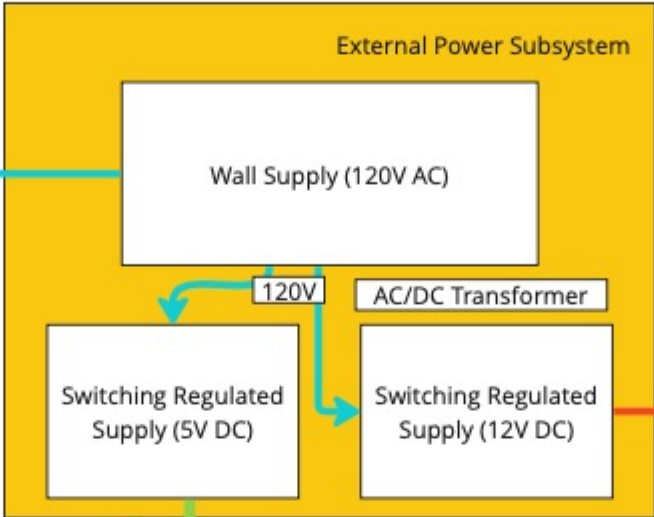 External Power Subsystem
Wall Supply (120V AC)
120V
AC/DC Transformer
Switching Regulated
Supply (5V DC)
Switching Regulated
Supply (12V DC)